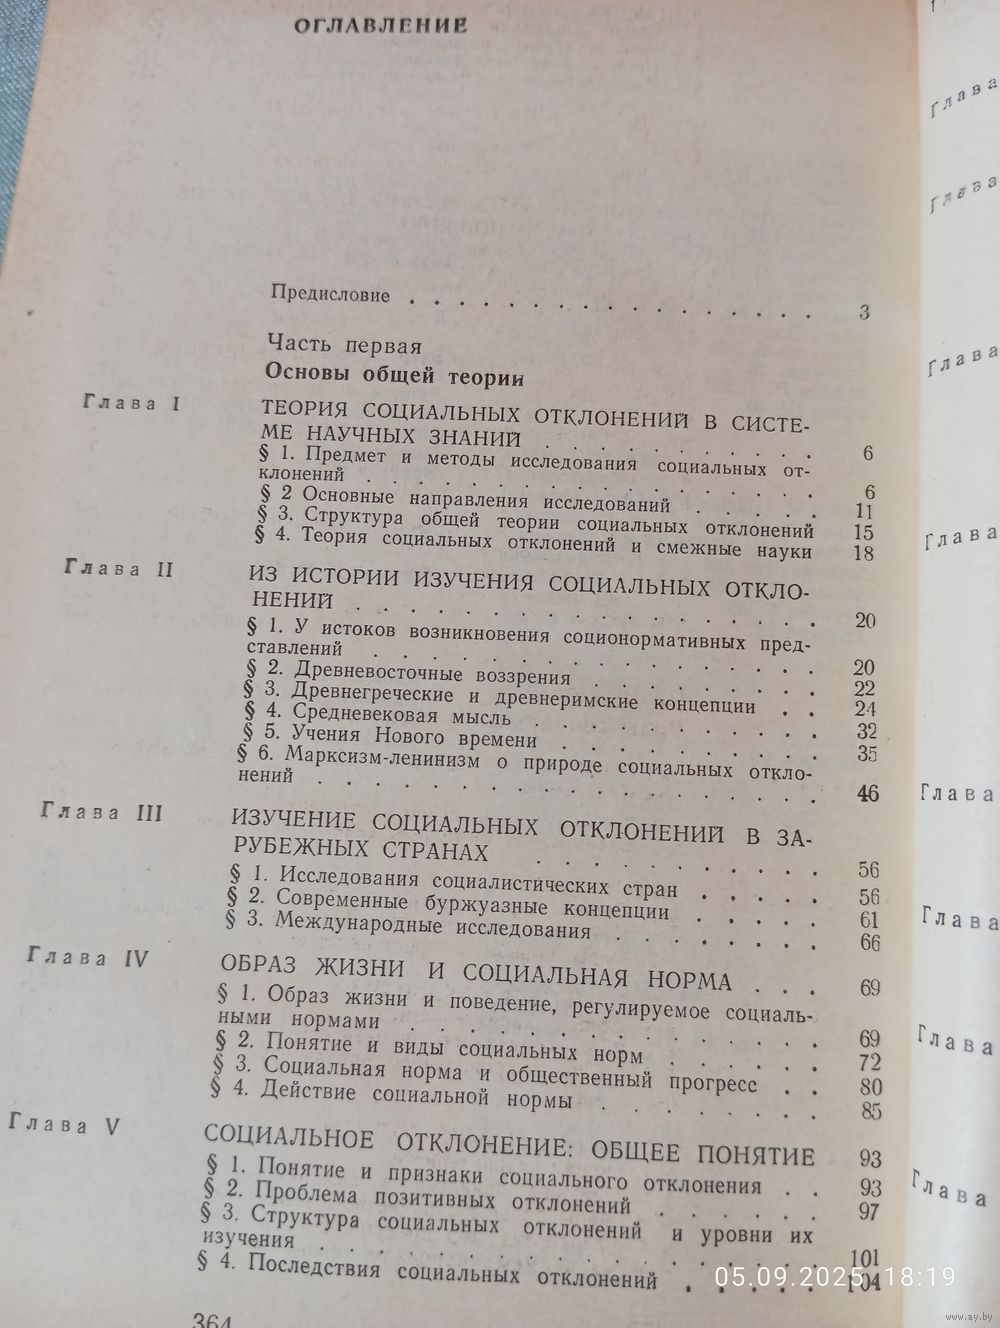 ОГЛАВЛЕНИЕ
Предисловие . . . . . . . . . . . . . . . . . 3
Часть первая
Основы общей теории
Глава I ТЕОРИЯ СОЦИАЛЬНЫХ ОТКЛОНЕНИЙ В СИСТЕ-
МЕ НАУЧНЫХ ЗНАНИЙ . . . . . . . . . . 6
§ 1. Предмет и методы исследования социальных от-
клонений . . . . . . . . . . . . . . . . . 6
§ 2 Основные направления исследований . . . . . 11
§ 3. Структура общей теории социальных отклонений 15
§ 4. Теория социальных отклонений и смежные науки 18
Глава II ИЗ ИСТОРИИ ИЗУЧЕНИЯ СОЦИАЛЬНЫХ ОТКЛО-
НЕНИЙ . . . . . . . . . . . . . . . . . 20
§ 1. У истоков возникновения соционормативных пред-
ставлений . . . . . . . . . . . . . . . . 20
§ 2. Древневосточные воззрения . . . . . . . . 22
§ 3. Древнегреческие и древнеримские концепции . . 24
§ 4. Средневековая мысль . . . . . . . . . . . 32
§ 5. Учения Нового времени . . . . . . . . . . 35
§ 6. Марксизм-ленинизм о природе социальных откло-
нений . . . . . . . . . . . . . . . . . . 46
Глава III ИЗУЧЕНИЕ СОЦИАЛЬНЫХ ОТКЛОНЕНИЙ В ЗА-
РУБЕЖНЫХ СТРАНАХ . . . . . . . . . . . 56
§ 1. Исследования социалистических стран . . . . . 56
§ 2. Современные буржуазные концепции . . . . . 61
§ 3. Международные исследования . . . . . . . 66
Глава IV ОБРАЗ ЖИЗНИ И СОЦИАЛЬНАЯ НОРМА . . . 69
§ 1. Образ жизни и поведение, регулируемое социаль-
ными нормами . . . . . . . . . . . . . . 69
§ 2. Понятие и виды социальных норм . . . . . . 72
§ 3. Социальная норма и общественный прогресс . . 80
§ 4. Действие социальной нормы . . . . . . . . 85
Глава V СОЦИАЛЬНОЕ ОТКЛОНЕНИЕ: ОБЩЕЕ ПОНЯТИЕ 93
§ 1. Понятие и признаки социального отклонения . . 93
§ 2. Проблема позитивных отклонений . . . . . . 97
§ 3. Структура социальных отклонений и уровни их
изучения . . . . . . . . . . . . . . . . . 101
§ 4. Последствия социальных отклонений . . . . . 104
364
Глава
Глава
Глава
Глава
Глава
Глава
Глава
Глава
05.09.2025 18:19
www.ay.by